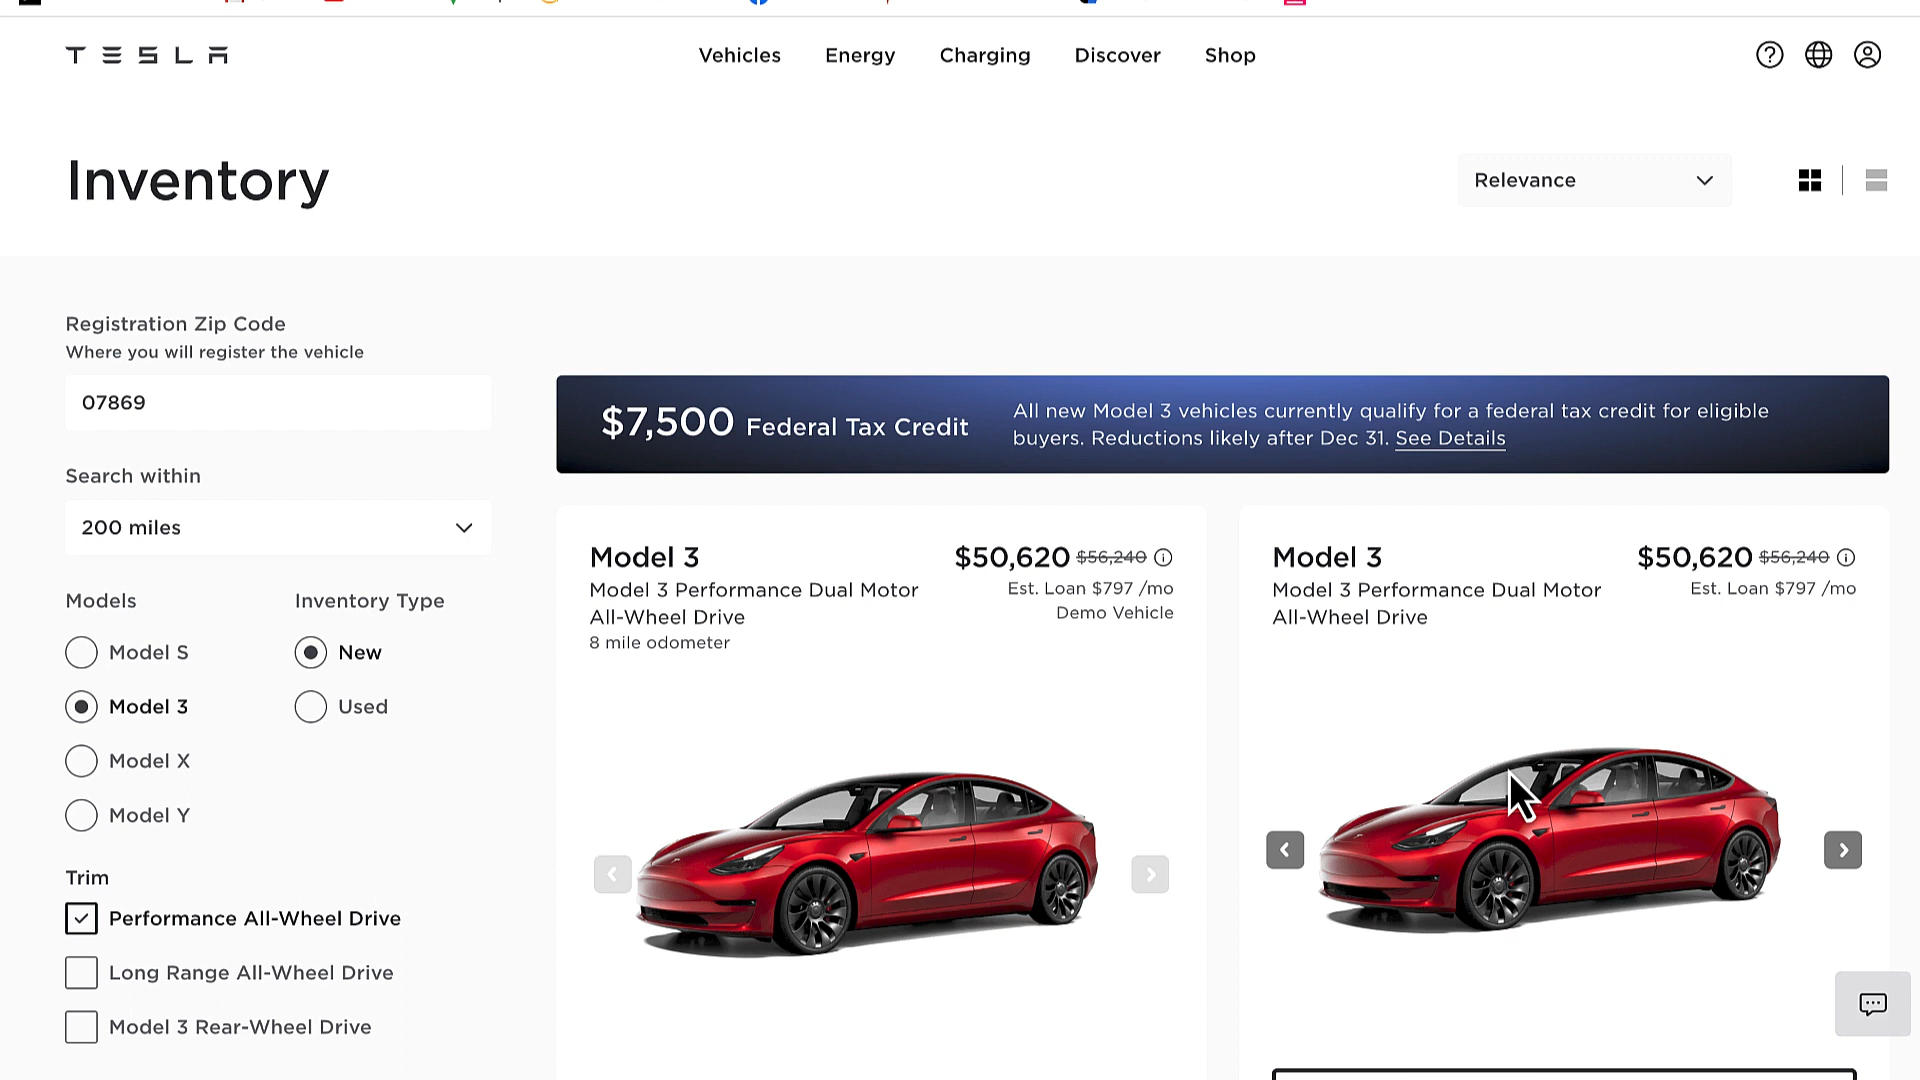 TESLA
Vehicles Energy Charging Discover Shop
Inventory
Relevance
Registration Zip Code
Where you will register the vehicle
07869
Search within
200 miles
Models
Inventory Type
Model S
New
Model 3
Used
Model X
Model Y
Trim
Performance All-Wheel Drive
Long Range All-Wheel Drive
Model 3 Rear-Wheel Drive
$7,500 Federal Tax Credit
All new Model 3 vehicles currently qualify for a federal tax credit for eligible
buyers. Reductions likely after Dec 31. See Details
Model 3
$50,620 $56,240
Model 3 Performance Dual Motor
All-Wheel Drive
Est. Loan $797 /mo
Demo Vehicle
8 mile odometer
Model 3
$50,620 $56,240
Model 3 Performance Dual Motor
All-Wheel Drive
Est. Loan $797 /mo